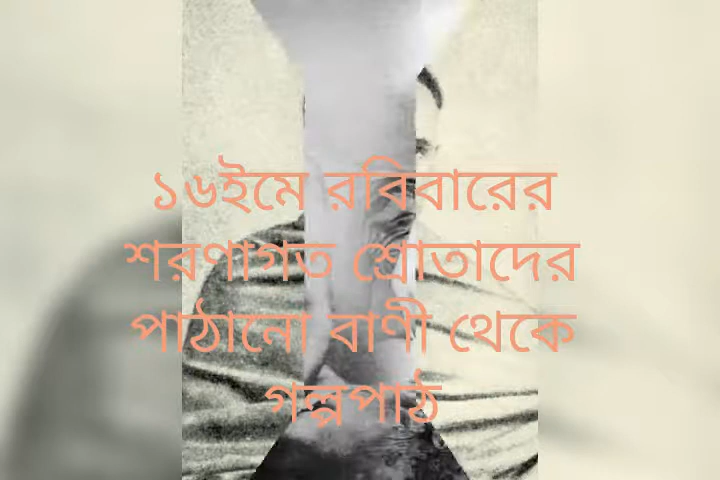 ১৬ইমে রবিবারের
শরণাগত শ্রোতাদের
পাঠানো বাণী থেকে
গল্পপাঠ